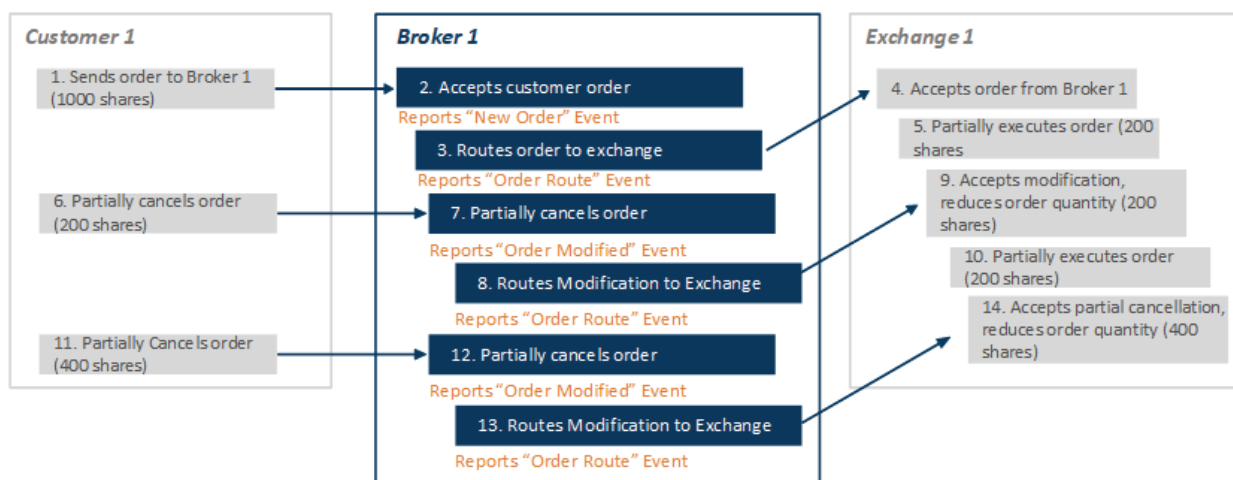 Customer 1
1. Sends order to Broker 1
(1000 shares)
6. Partially cancels order
(200 shares)
11. Partially Cancels order
(400 shares)
Broker 1
2. Accepts customer order
Reports “New Order” Event
3. Routes order to exchange
Reports “Order Route” Event
7. Partially cancels order
Reports “Order Modified” Event
8. Routes Modification to Exchange
Reports “Order Route” Event
12. Partially cancels order
Reports “Order Modified” Event
13. Routes Modification to Exchange
Reports “Order Route” Event
Exchange 1
4. Accepts order from Broker 1
5. Partially executes order (200
shares
9. Accepts modification,
reduces order quantity (200
shares)
10. Partially executes order
(200 shares)
14. Accepts partial cancellation,
reduces order quantity (400
shares)